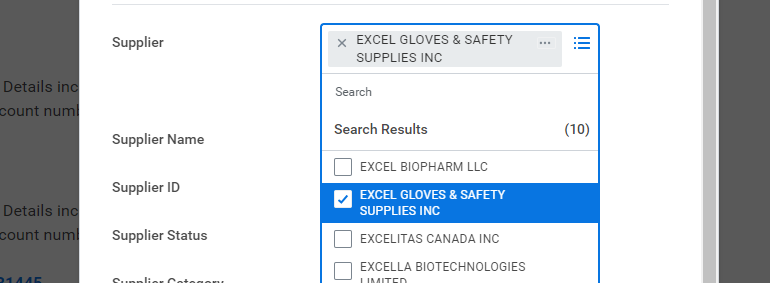 Supplier
× EXCEL GLOVES & SAFETY ...
SUPPLIES INC
Search
Search Results (10)
EXCEL BIOPHARM LLC
EXCEL GLOVES & SAFETY
SUPPLIES INC
EXCELITAS CANADA INC
EXCELLA BIOTECHNOLOGIES
LIMITED
Supplier Name
Supplier ID
Supplier Status
Supplier Category
Details inc
count numb
Details inc
count numb
1445